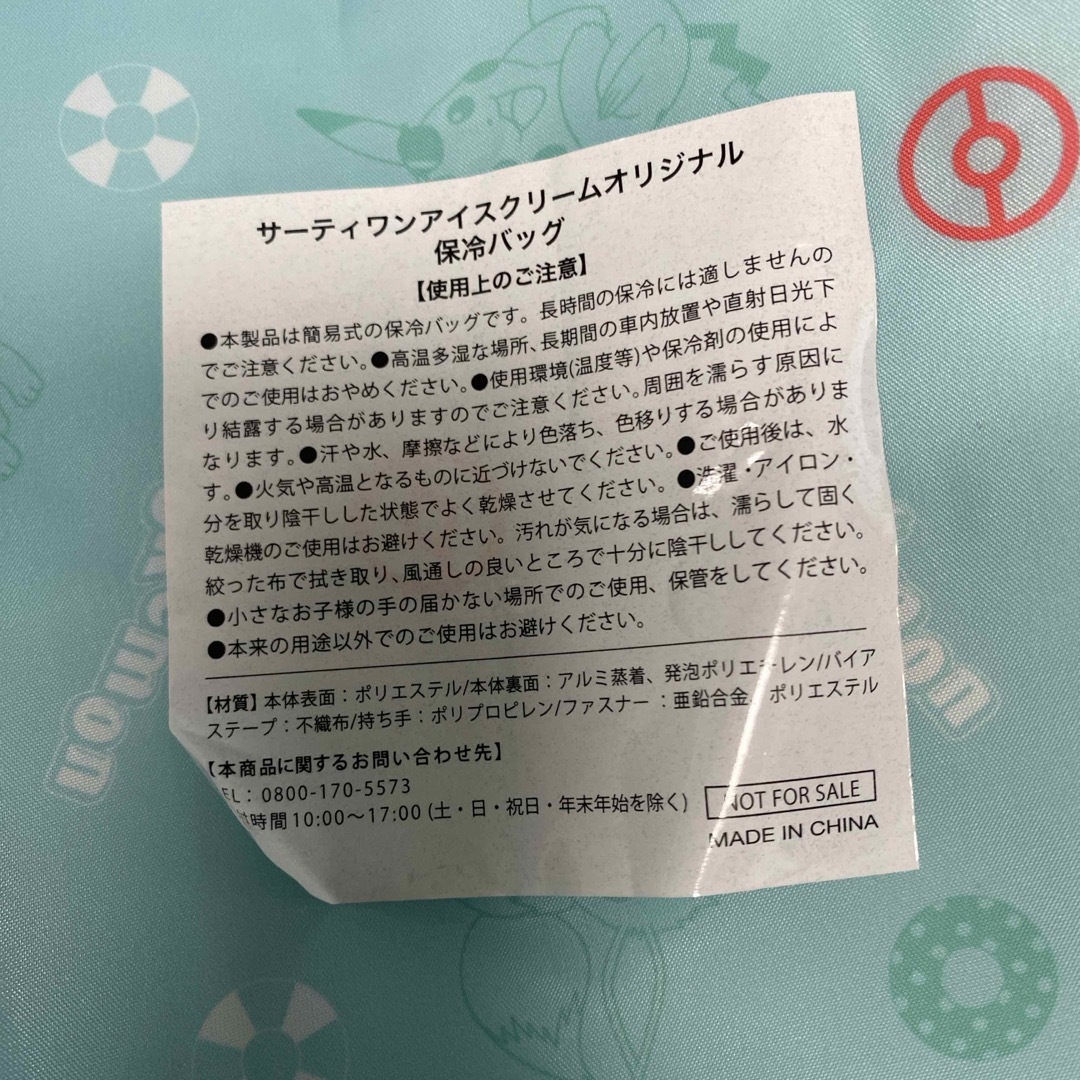 サーティワンアイスクリームオリジナル
保冷バッグ
【使用上のご注意】
●本製品は簡易式の保冷バッグです。長時間の保冷には適しませんの
でご注意ください。●高温多湿な場所、長期間の車内放置や直射日光下
でのご使用はおやめください。●使用環境(温度等)や保冷剤の使用によ
り結露する場合がありますのでご注意ください。周囲を濡らす原因に
なります。●汗や水、摩擦などにより色落ち、色移りする場合がありま
す。●火気や高温となるものに近づけないでください。●ご使用後は、水
分を取り陰干しした状態でよく乾燥させてください。●洗濯・アイロン・
乾燥機のご使用はお避けください。汚れが気になる場合は、濡らして固く
絞った布で拭き取り、風通しの良いところで十分に陰干ししてください。
●小さなお子様の手の届かない場所でのご使用、保管をしてください。
●本来の用途以外でのご使用はお避けください。
【材質】本体表面：ポリエステル/本体裏面：アルミ蒸着、発泡ポリエチレン/バイア
ステープ：不織布/持ち手：ポリプロピレン/ファスナー：亜鉛合金、ポリエステル
【本商品に関するお問い合わせ先】
EL：0800-170-5573
時間10:00〜17:00 (土・日・祝日・年末年始を除く)
NOT FOR SALE
MADE IN CHINA